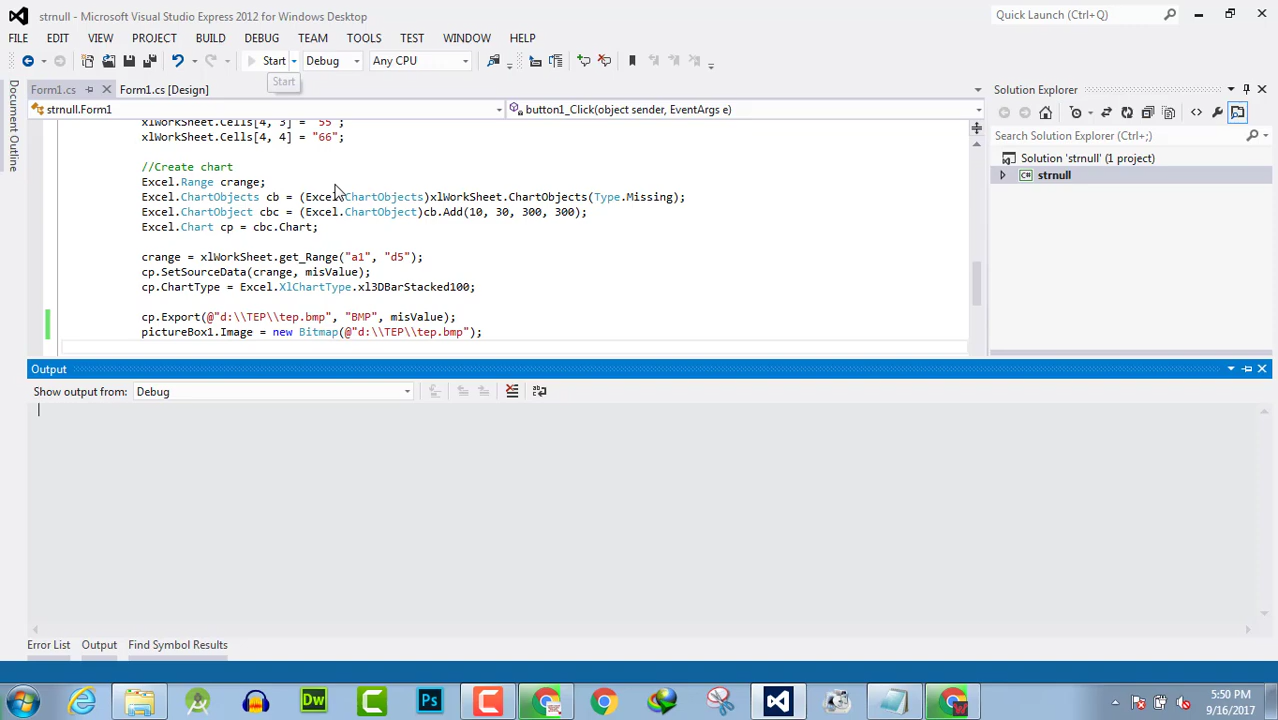 strnull - Microsoft Visual Studio Express 2012 for Windows Desktop
Quick Launch (Ctrl+Q)
FILE EDIT VIEW PROJECT BUILD DEBUG TEAM TOOLS TEST WINDOW HELP
Start Debug Any CPU
Start
Form1.cs Form1.cs [Design]
Solution Explorer
Document Outline
strnull.Form1 button1_Click(object sender, EventArgs e)
xlWorkSheet.Cells[4, 3] = "55";
xlWorkSheet.Cells[4, 4] = "66";
Search Solution Explorer (Ctrl+;)
Solution 'strnull' (1 project)
C# strnull
//Create chart
Excel.Range crange;
Excel.ChartObjects cb = (Excel.ChartObjects)xlWorkSheet.ChartObjects(Type.Missing);
Excel.ChartObject cbc = (Excel.ChartObject)cb.Add(10, 30, 300, 300);
Excel.Chart cp = cbc.Chart;
crange = xlWorkSheet.get_Range("a1", "d5");
cp.SetSourceData(crange, misValue);
cp.ChartType = Excel.XlChartType.xl3DBarStacked100;
cp.Export(@"d:\\TEP\\tep.bmp", "BMP", misValue);
pictureBox1.Image = new Bitmap(@"d:\\TEP\\tep.bmp");
Output
Show output from: Debug
Error List Output Find Symbol Results
Dw Ps
5:50 PM
9/16/2017